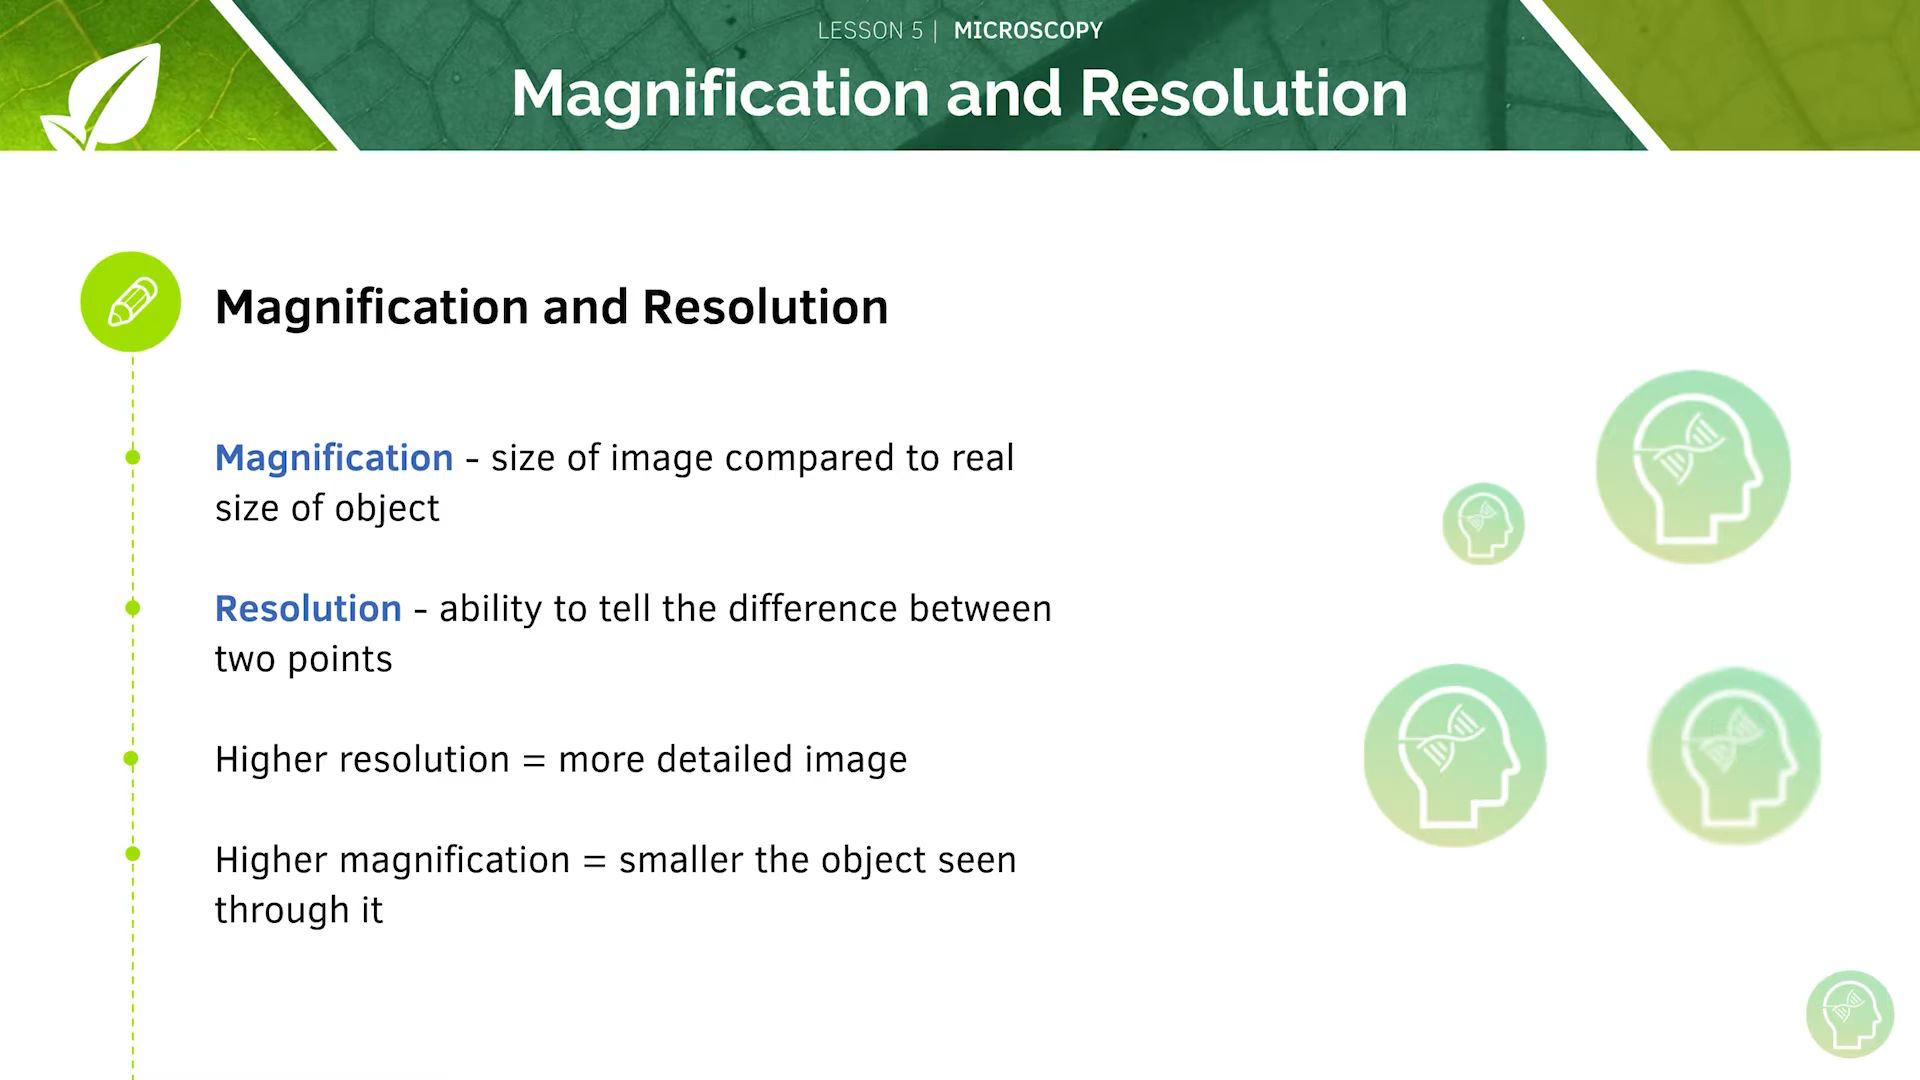 LESSON 5 | MICROSCOPY
Magnification and Resolution
Magnification and Resolution
Magnification - size of image compared to real
size of object
Resolution - ability to tell the difference between
two points
Higher resolution = more detailed image
Higher magnification = smaller the object seen
through it